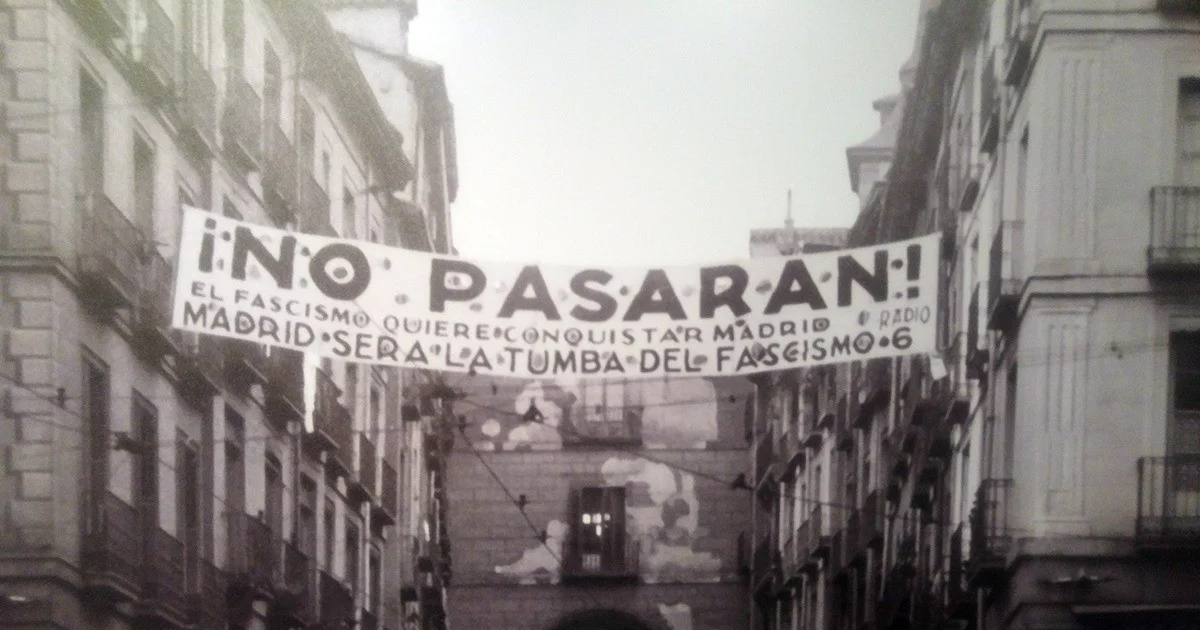 ¡NO PASARAN!
EL FASCISMO QUIERE CONQUISTAR MADRID
MADRID SERA LA TUMBA DEL FASCISMO
RADIO
6